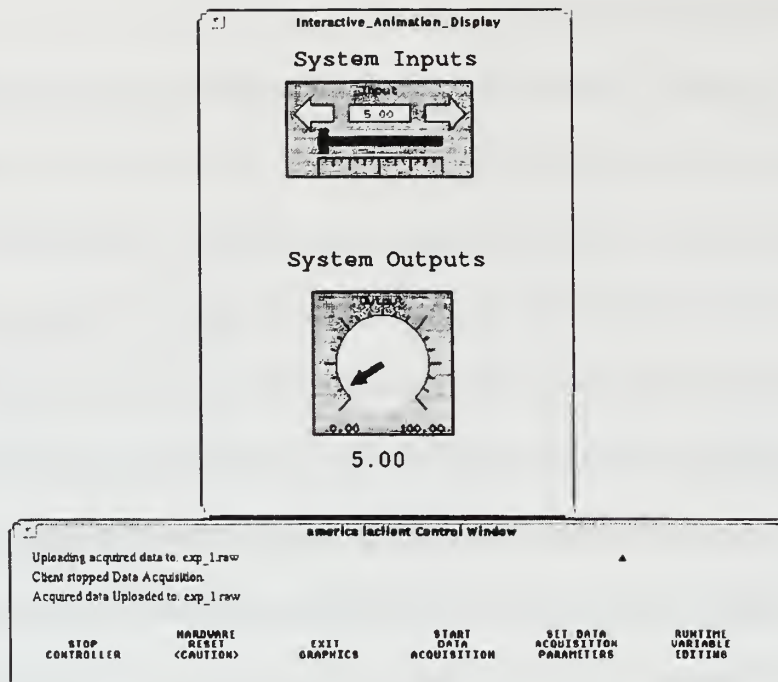 Interactive_Animation_Display
System Inputs
Input
5.00
System Outputs
Output
0.00 100.00
5.00
america iaclient Control Window
Uploading acquired data to: exp_1.raw
Client stopped Data Acquisition.
Acquired data Uploaded to: exp_1 raw
STOP CONTROLLER
HARDWARE RESET <CAUTION>
EXIT GRAPHICS
START DATA ACQUISITION
SET DATA ACQUISITION PARAMETERS
RUNTIME VARIABLE EDITING